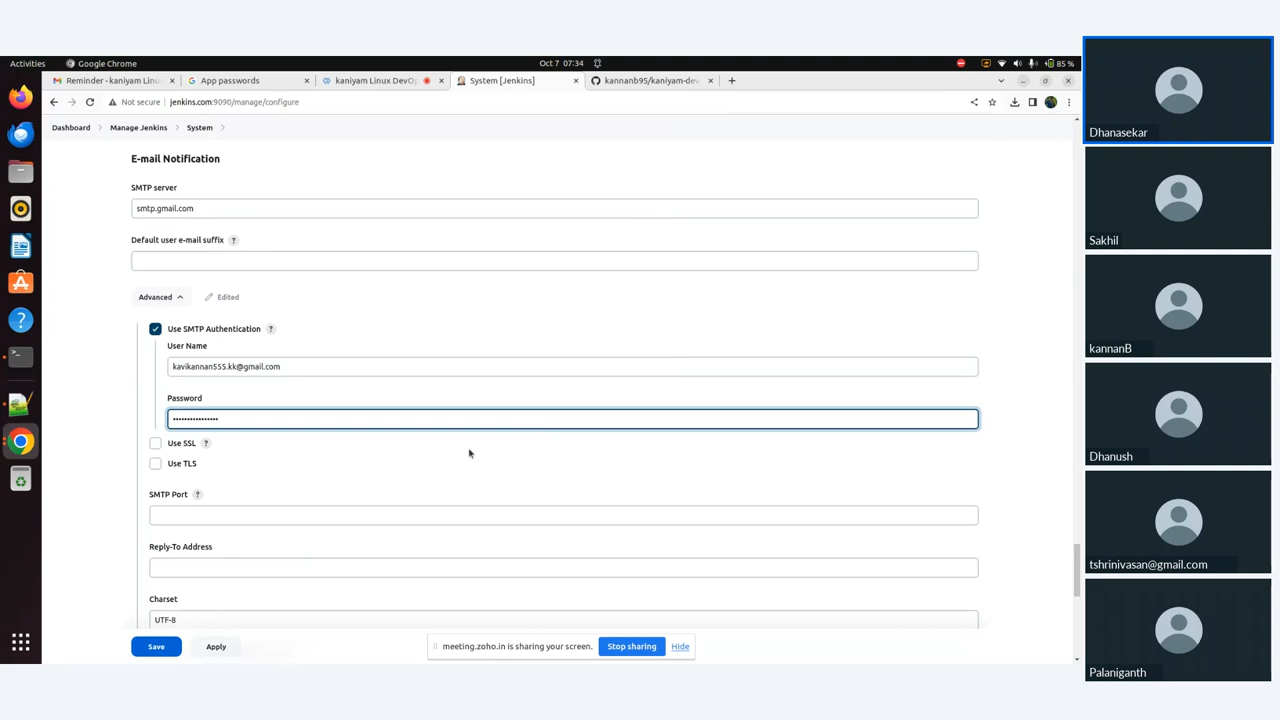 Activities
Google Chrome
Oct 7 07:34
85 %
Reminder - kaniyam Linu
App passwords
kaniyam Linux DevO
System [Jenkins]
kannanb95/kaniyam-de
Not secure
jenkins.com:9090/manage/configure
Dashboard
Manage Jenkins
System
E-mail Notification
SMTP server
smtp.gmail.com
Default user e-mail suffix ?
Advanced
Edited
Use SMTP Authentication ?
User Name
kavikannan555.kk@gmail.com
Password
••••••••••••••••
Use SSL ?
Use TLS
SMTP Port ?
Reply-To Address
Charset
UTF-8
Save
Apply
meeting.zoho.in is sharing your screen.
Stop sharing
Hide
Dhanasekar
Sakhil
kannanB
Dhanush
tshrinivasan@gmail.com
Palaniganth